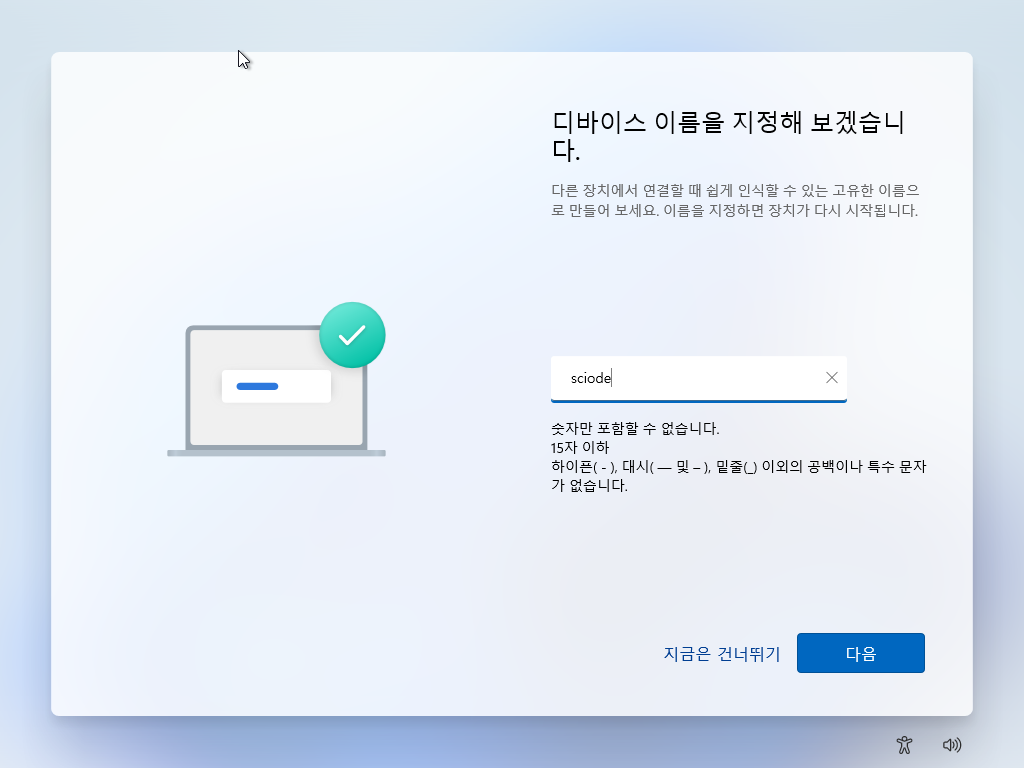 디바이스 이름을 지정해 보겠습니
다.
다른 장치에서 연결할 때 쉽게 인식할 수 있는 고유한 이름으
로 만들어 보세요. 이름을 지정하면 장치가 다시 시작됩니다.
sciode
숫자만 포함할 수 없습니다.
15자 이하
하이픈( - ), 대시( — 및 – ), 밑줄(_) 이외의 공백이나 특수 문자
가 없습니다.
지금은 건너뛰기
다음